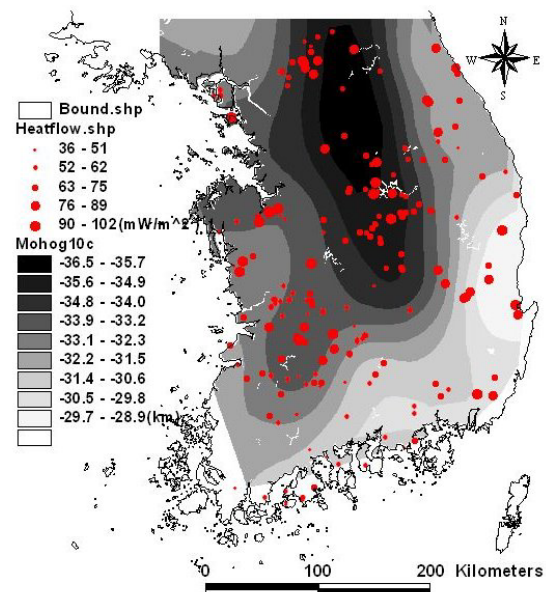 N
W E
S
Bound.shp
Heatflow.shp
36 - 51
52 - 62
63 - 75
76 - 89
90 - 102(mW/m^2)
Mohog10c
-36.5 - -35.7
-35.6 - -34.9
-34.8 - -34.0
-33.9 - -33.2
-33.1 - -32.3
-32.2 - -31.5
-31.4 - -30.6
-30.5 - -29.8
-29.7 - -28.9(km)
0 100 200 Kilometers